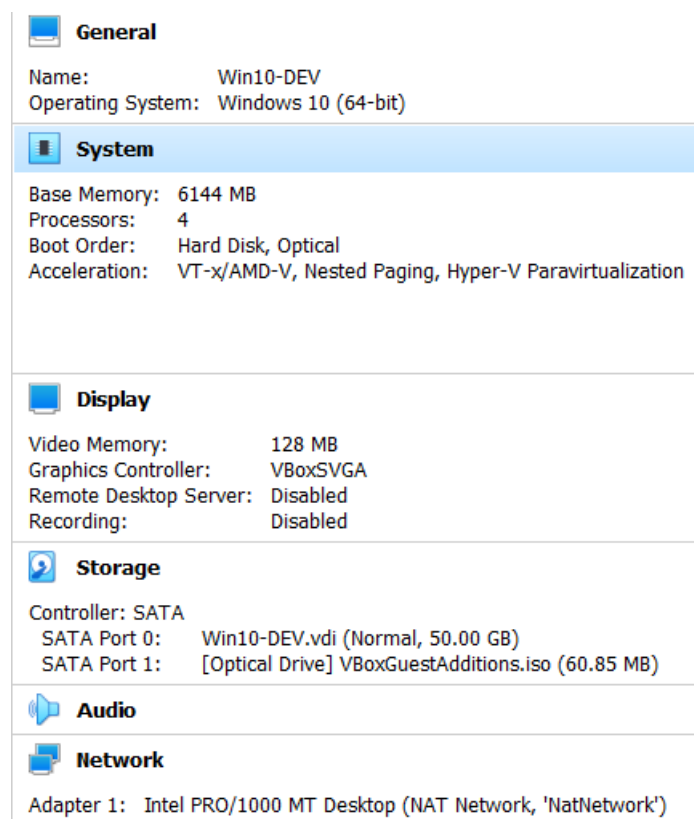 General
Name: Win10-DEV
Operating System: Windows 10 (64-bit)
System
Base Memory: 6144 MB
Processors: 4
Boot Order: Hard Disk, Optical
Acceleration: VT-x/AMD-V, Nested Paging, Hyper-V Paravirtualization
Display
Video Memory: 128 MB
Graphics Controller: VBoxSVGA
Remote Desktop Server: Disabled
Recording: Disabled
Storage
Controller: SATA
SATA Port 0: Win10-DEV.vdi (Normal, 50.00 GB)
SATA Port 1: [Optical Drive] VBoxGuestAdditions.iso (60.85 MB)
Audio
Network
Adapter 1: Intel PRO/1000 MT Desktop (NAT Network, 'NatNetwork')